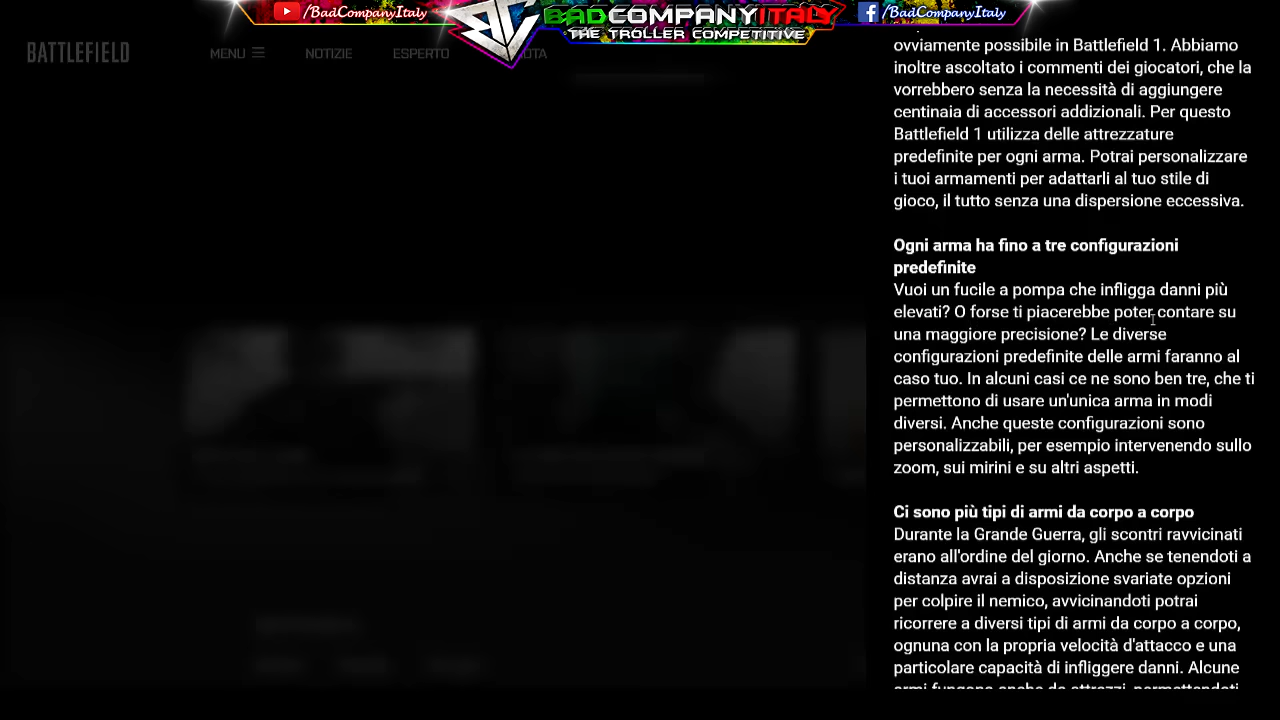 /BadCompanyItaly
BADCOMPANYITALY
THE TROLLER COMPETITIVE
/BadCompanyItaly
BATTLEFIELD
MENU
NOTIZIE
ESPERTO
ovviamente possibile in Battlefield 1. Abbiamo
inoltre ascoltato i commenti dei giocatori, che la
vorrebbero senza la necessità di aggiungere
centinaia di accessori addizionali. Per questo
Battlefield 1 utilizza delle attrezzature
predefinite per ogni arma. Potrai personalizzare
i tuoi armamenti per adattarli al tuo stile di
gioco, il tutto senza una dispersione eccessiva.
Ogni arma ha fino a tre configurazioni
predefinite
Vuoi un fucile a pompa che infligga danni più
elevati? O forse ti piacerebbe poter contare su
una maggiore precisione? Le diverse
configurazioni predefinite delle armi faranno al
caso tuo. In alcuni casi ce ne sono ben tre, che ti
permettono di usare un'unica arma in modi
diversi. Anche queste configurazioni sono
personalizzabili, per esempio intervenendo sullo
zoom, sui mirini e su altri aspetti.
Ci sono più tipi di armi da corpo a corpo
Durante la Grande Guerra, gli scontri ravvicinati
erano all'ordine del giorno. Anche se tenendoti a
distanza avrai a disposizione svariate opzioni
per colpire il nemico, avvicinandoti potrai
ricorrere a diversi tipi di armi da corpo a corpo,
ognuna con la propria velocità d'attacco e una
particolare capacità di infliggere danni. Alcune
armi fungono anche da attrezzi, permettendoti